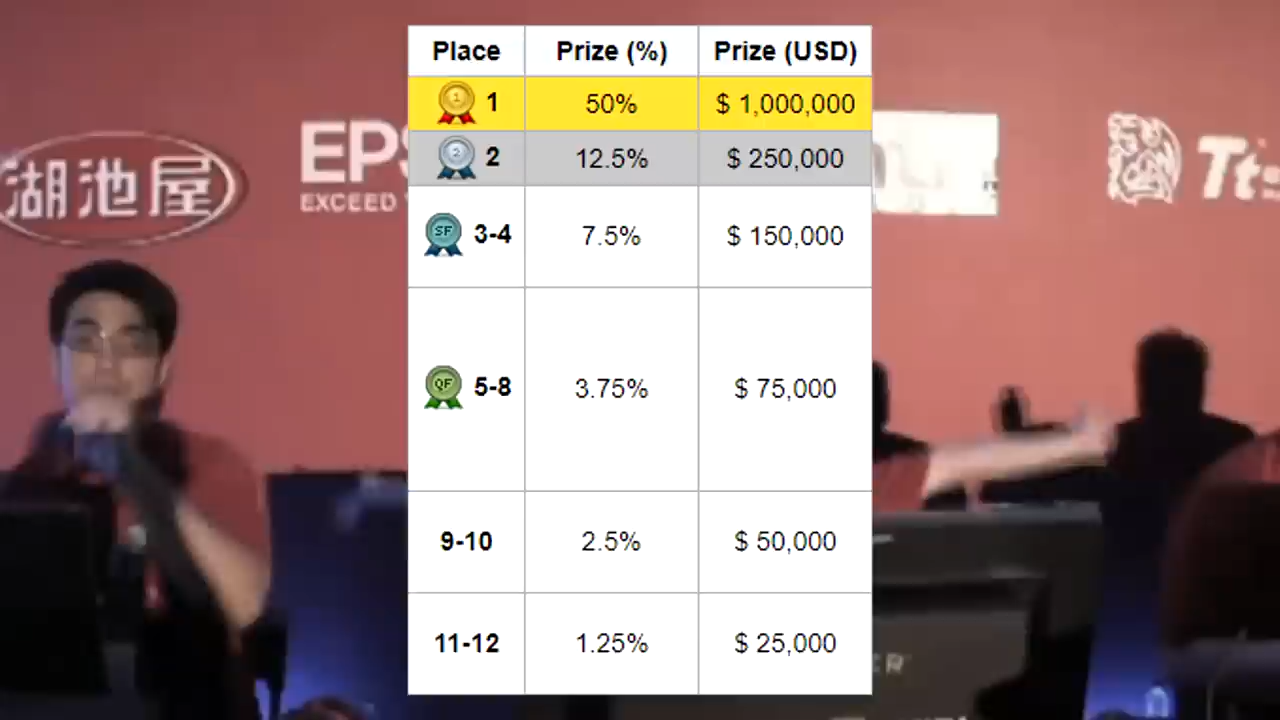 Place Prize (%) Prize (USD)
1 50% $ 1,000,000
2 12.5% $ 250,000
SF 3-4 7.5% $ 150,000
QF 5-8 3.75% $ 75,000
9-10 2.5% $ 50,000
11-12 1.25% $ 25,000
湖池屋
EPS
EXCEED